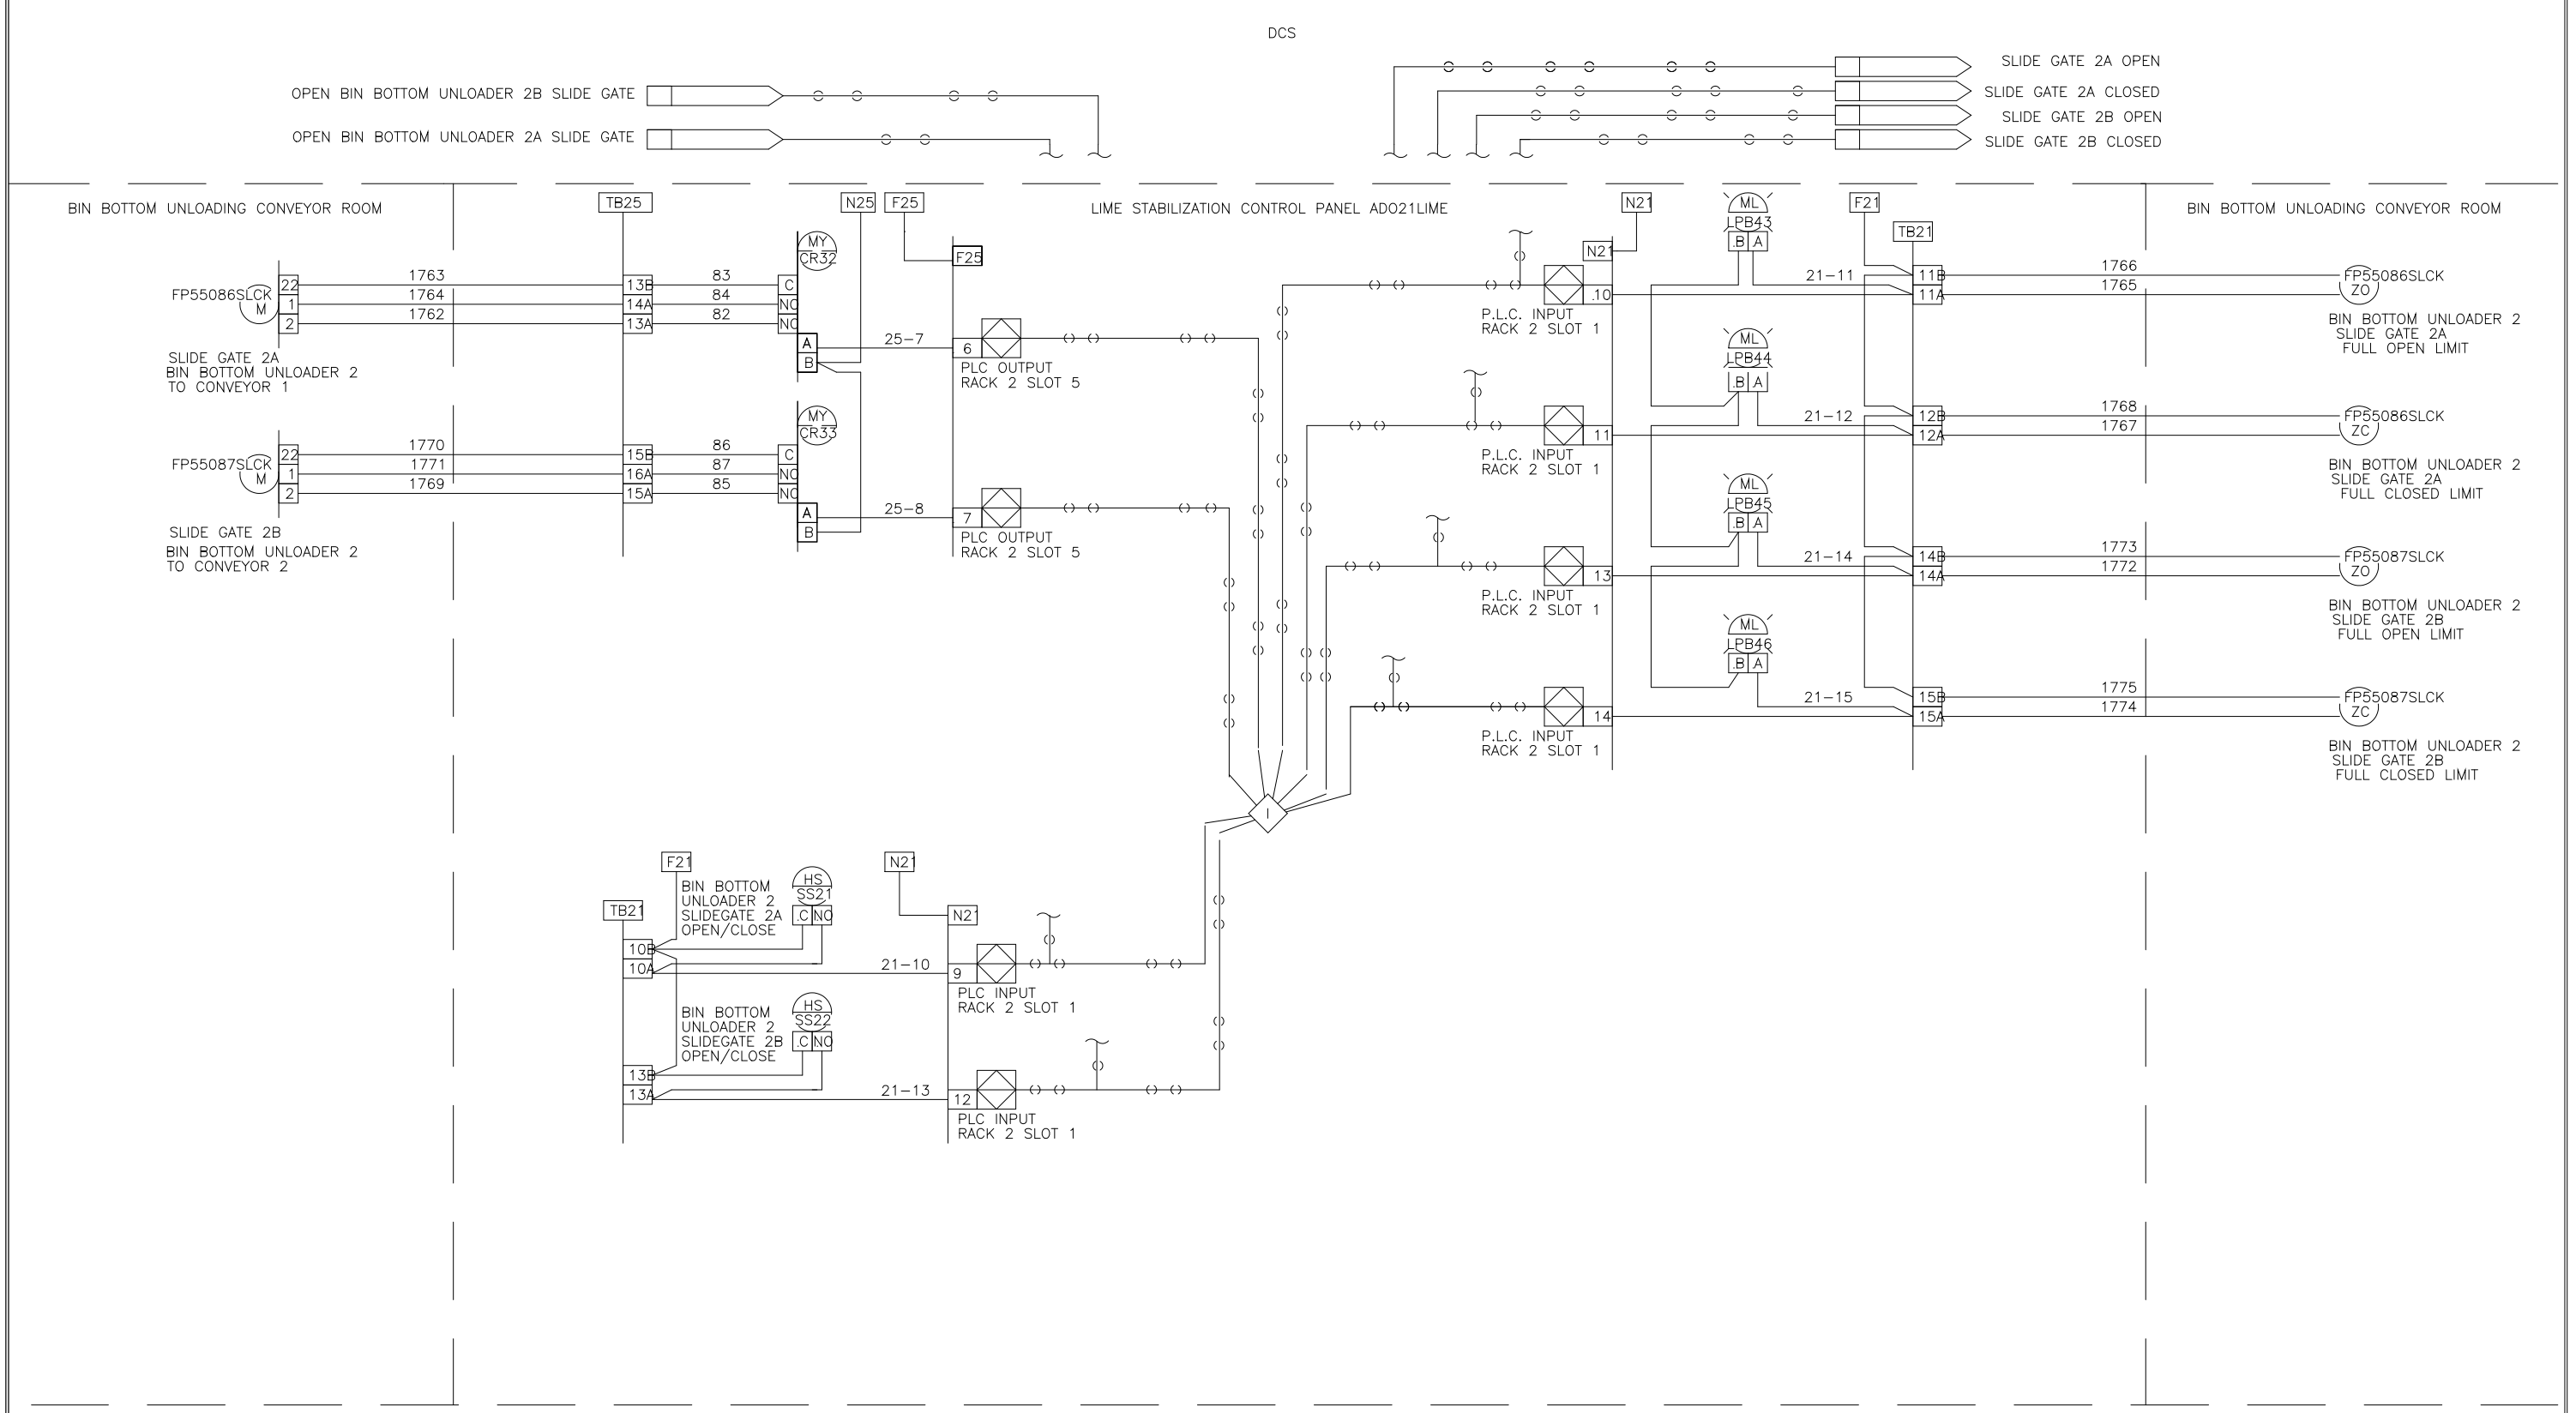 DCS
OPEN BIN BOTTOM UNLOADER 2B SLIDE GATE
OPEN BIN BOTTOM UNLOADER 2A SLIDE GATE
SLIDE GATE 2A OPEN
SLIDE GATE 2A CLOSED
SLIDE GATE 2B OPEN
SLIDE GATE 2B CLOSED
BIN BOTTOM UNLOADING CONVEYOR ROOM
LIME STABILIZATION CONTROL PANEL ADO21LIME
BIN BOTTOM UNLOADING CONVEYOR ROOM
TB25
N25
F25
F25
FP55086SLCK
M
22
1
2
1763
1764
1762
13B
14A
13A
83
84
82
C
NO
NC
MY
CR32
A
B
25-7
6
PLC OUTPUT
RACK 2 SLOT 5
SLIDE GATE 2A
BIN BOTTOM UNLOADER 2
TO CONVEYOR 1
FP55087SLCK
M
22
1
2
1770
1771
1769
15B
16A
15A
86
87
85
C
NO
NC
MY
CR33
A
B
25-8
7
PLC OUTPUT
RACK 2 SLOT 5
SLIDE GATE 2B
BIN BOTTOM UNLOADER 2
TO CONVEYOR 2
N21
N21
F21
TB21
.10
P.L.C. INPUT
RACK 2 SLOT 1
ML
LPB43
.B A
21-11
11B
11A
1766
1765
FP55086SLCK
ZO
BIN BOTTOM UNLOADER 2
SLIDE GATE 2A
FULL OPEN LIMIT
11
P.L.C. INPUT
RACK 2 SLOT 1
ML
LPB44
.B A
21-12
12B
12A
1768
1767
FP55086SLCK
ZC
BIN BOTTOM UNLOADER 2
SLIDE GATE 2A
FULL CLOSED LIMIT
13
P.L.C. INPUT
RACK 2 SLOT 1
ML
LPB45
.B A
21-14
14B
14A
1773
1772
FP55087SLCK
ZO
BIN BOTTOM UNLOADER 2
SLIDE GATE 2B
FULL OPEN LIMIT
14
P.L.C. INPUT
RACK 2 SLOT 1
ML
LPB46
.B A
21-15
15B
15A
1775
1774
FP55087SLCK
ZC
BIN BOTTOM UNLOADER 2
SLIDE GATE 2B
FULL CLOSED LIMIT
I
F21
N21
TB21
N21
BIN BOTTOM
UNLOADER 2
SLIDEGATE 2A
OPEN/CLOSE
HS
SS21
.C NO
10B
10A
21-10
9
PLC INPUT
RACK 2 SLOT 1
BIN BOTTOM
UNLOADER 2
SLIDEGATE 2B
OPEN/CLOSE
HS
SS22
.C NO
13B
13A
21-13
12
PLC INPUT
RACK 2 SLOT 1